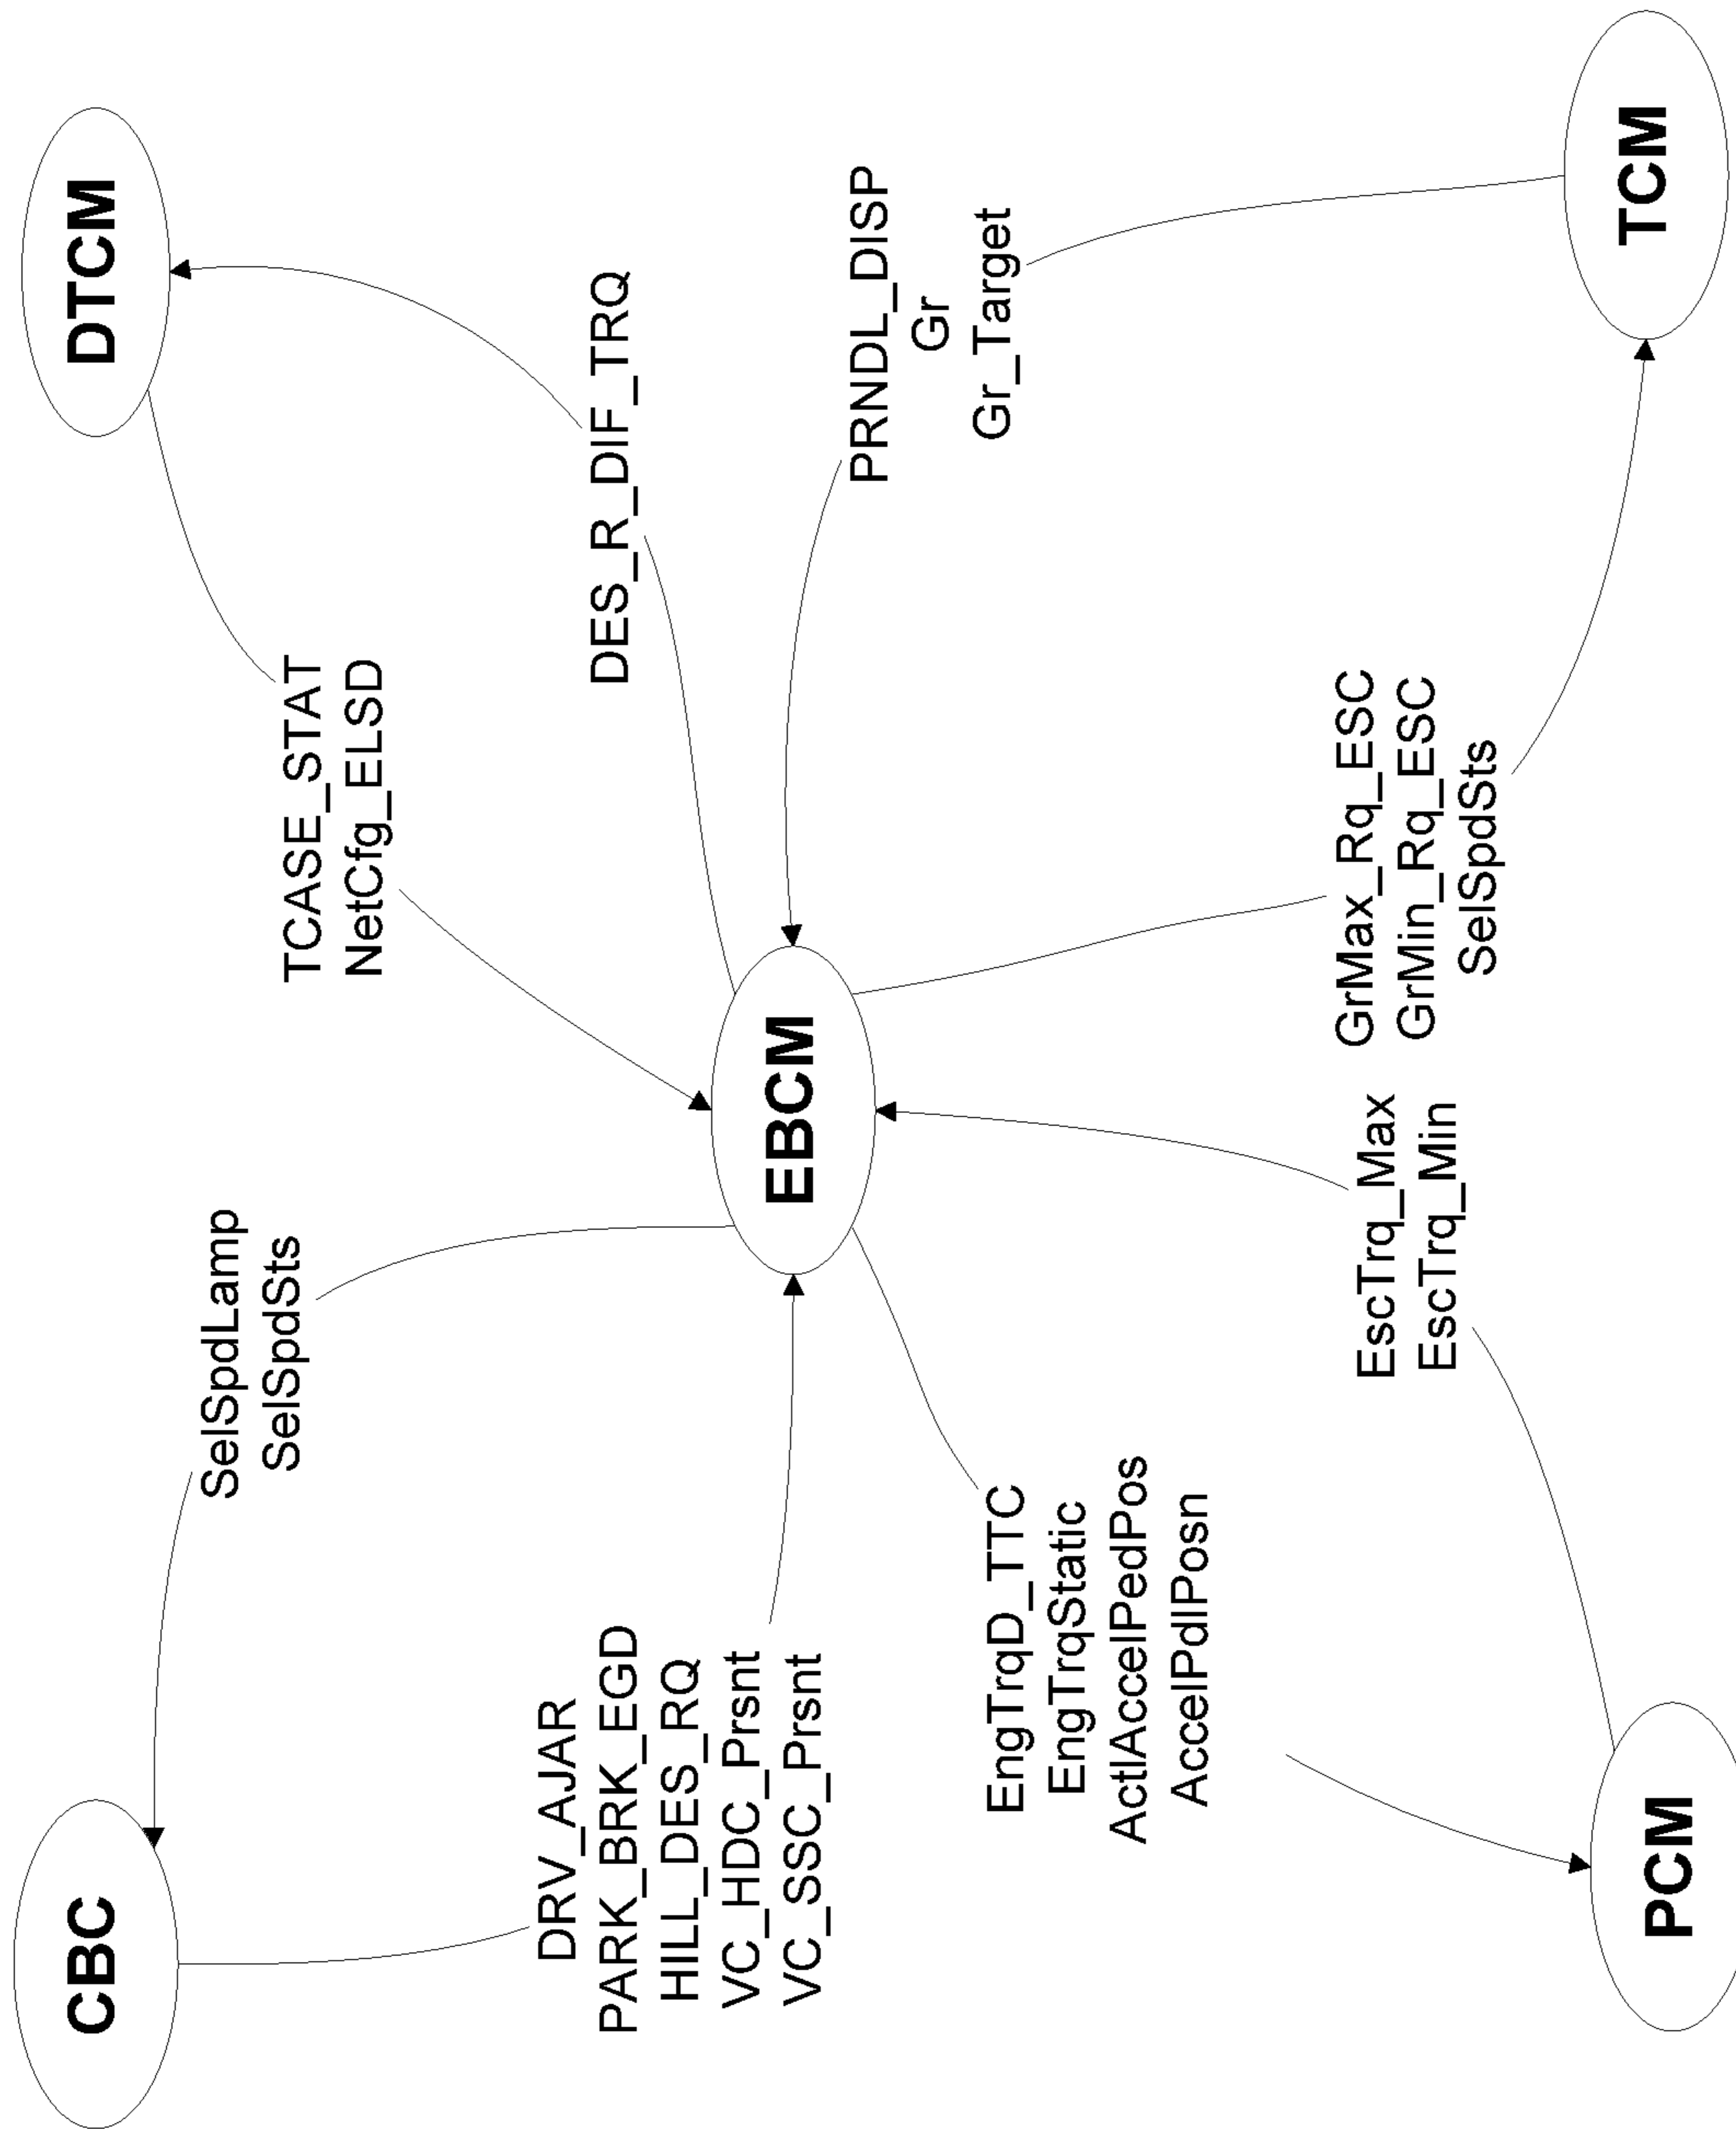 CBC
DTCM
SelSpdLamp
SelSpdSts
TCASE_STAT
NetCfg_ELSD
DRV_AJAR
PARK_BRK_EGD
HILL_DES_RQ
VC_HDC_Prsnt
VC_SSC_Prsnt
DES_R_DIF_TRQ
EBCM
PRNDL_DISP
Gr
Gr_Target
EngTrqD_TTC
EngTrqStatic
ActlAccelPedPos
AccelPdlPosn
EscTrq_Max
EscTrq_Min
GrMax_Rq_ESC
GrMin_Rq_ESC
SelSpdSts
PCM
TCM